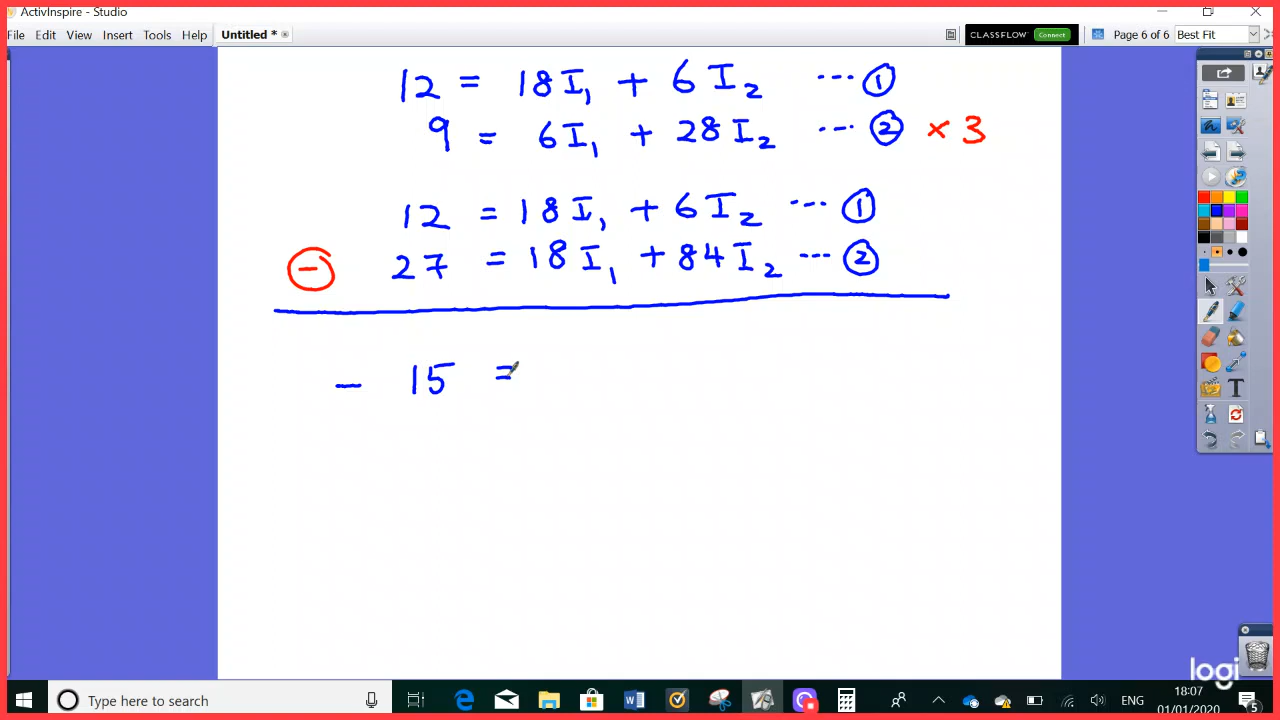 ActivInspire - Studio
File Edit View Insert Tools Help Untitled * CLASSFLOW Connect Page 6 of 6 Best Fit
12 = 18I₁ + 6I₂ ... ①
9 = 6I₁ + 28I₂ ... ② × 3
12 = 18I₁ + 6I₂ ... ①
⊖ 27 = 18I₁ + 84I₂ ... ②
- 15 =
T
logi
Type here to search
W
ENG
18:07
01/01/2020
5